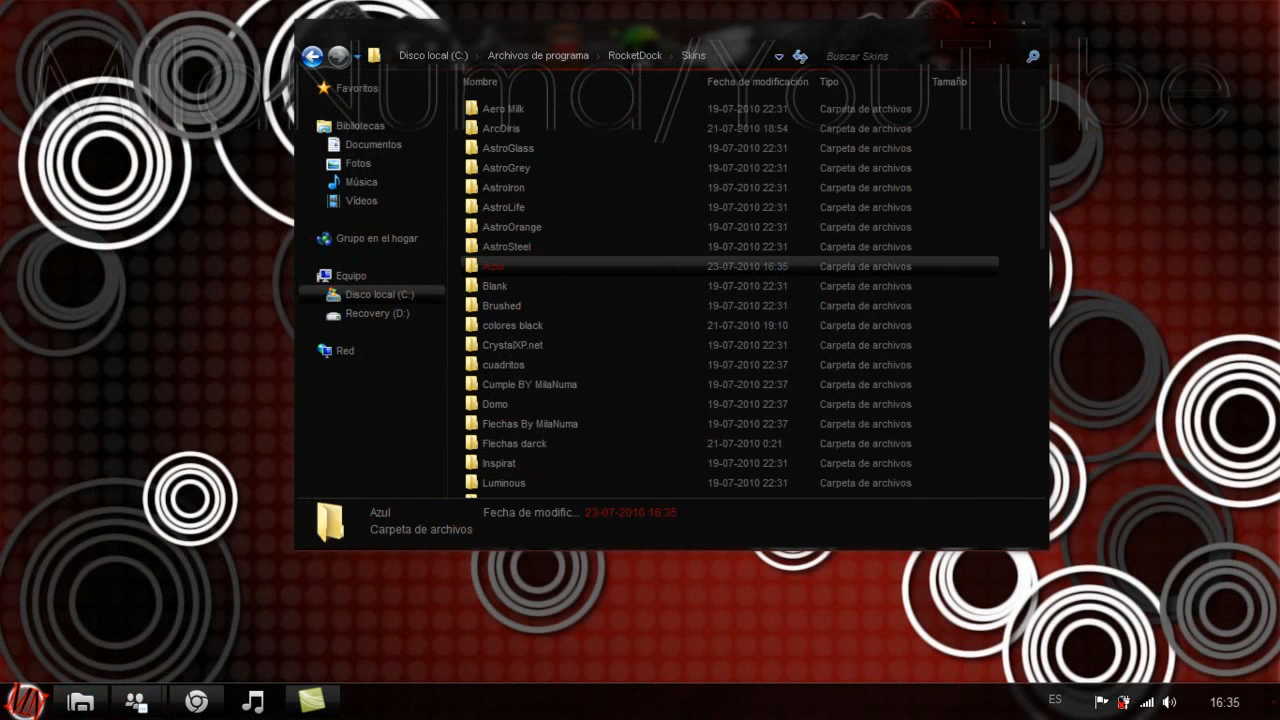 MilaNuma/YouTube
Disco local (C:) Archivos de programa RocketDock Skins
Buscar Skins
Favoritos
Bibliotecas
Documentos
Fotos
Música
Vídeos
Grupo en el hogar
Equipo
Disco local (C:)
Recovery (D:)
Red
Nombre Fecha de modificación Tipo Tamaño
Aero Milk 19-07-2010 22:31 Carpeta de archivos
ArcOiris 21-07-2010 18:54 Carpeta de archivos
AstroGlass 19-07-2010 22:31 Carpeta de archivos
AstroGrey 19-07-2010 22:31 Carpeta de archivos
AstroIron 19-07-2010 22:31 Carpeta de archivos
AstroLife 19-07-2010 22:31 Carpeta de archivos
AstroOrange 19-07-2010 22:31 Carpeta de archivos
AstroSteel 19-07-2010 22:31 Carpeta de archivos
Azul 23-07-2010 16:35 Carpeta de archivos
Blank 19-07-2010 22:31 Carpeta de archivos
Brushed 19-07-2010 22:31 Carpeta de archivos
colores black 21-07-2010 19:10 Carpeta de archivos
CrystalXP.net 19-07-2010 22:31 Carpeta de archivos
cuadritos 19-07-2010 22:37 Carpeta de archivos
Cumple BY MilaNuma 19-07-2010 22:37 Carpeta de archivos
Domo 19-07-2010 22:37 Carpeta de archivos
Flechas By MilaNuma 19-07-2010 22:37 Carpeta de archivos
Flechas darck 21-07-2010 0:21 Carpeta de archivos
Inspirat 19-07-2010 22:31 Carpeta de archivos
Luminous 19-07-2010 22:31 Carpeta de archivos
Azul Fecha de modific... 23-07-2010 16:35
Carpeta de archivos
MN
ES
16:35